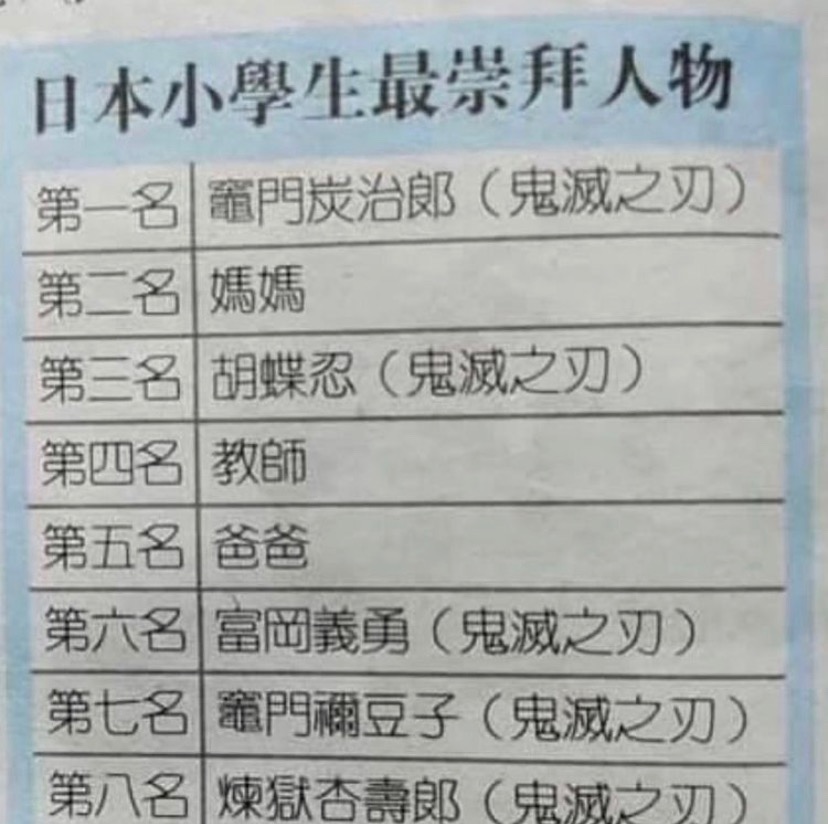 日本小學生最崇拜人物
第一名 竈門炭治郎（鬼滅之刃）
第二名 媽媽
第三名 胡蝶忍（鬼滅之刃）
第四名 教師
第五名 爸爸
第六名 富岡義勇（鬼滅之刃）
第七名 竈門禰豆子（鬼滅之刃）
第八名 煉獄杏壽郎（鬼滅之刃）